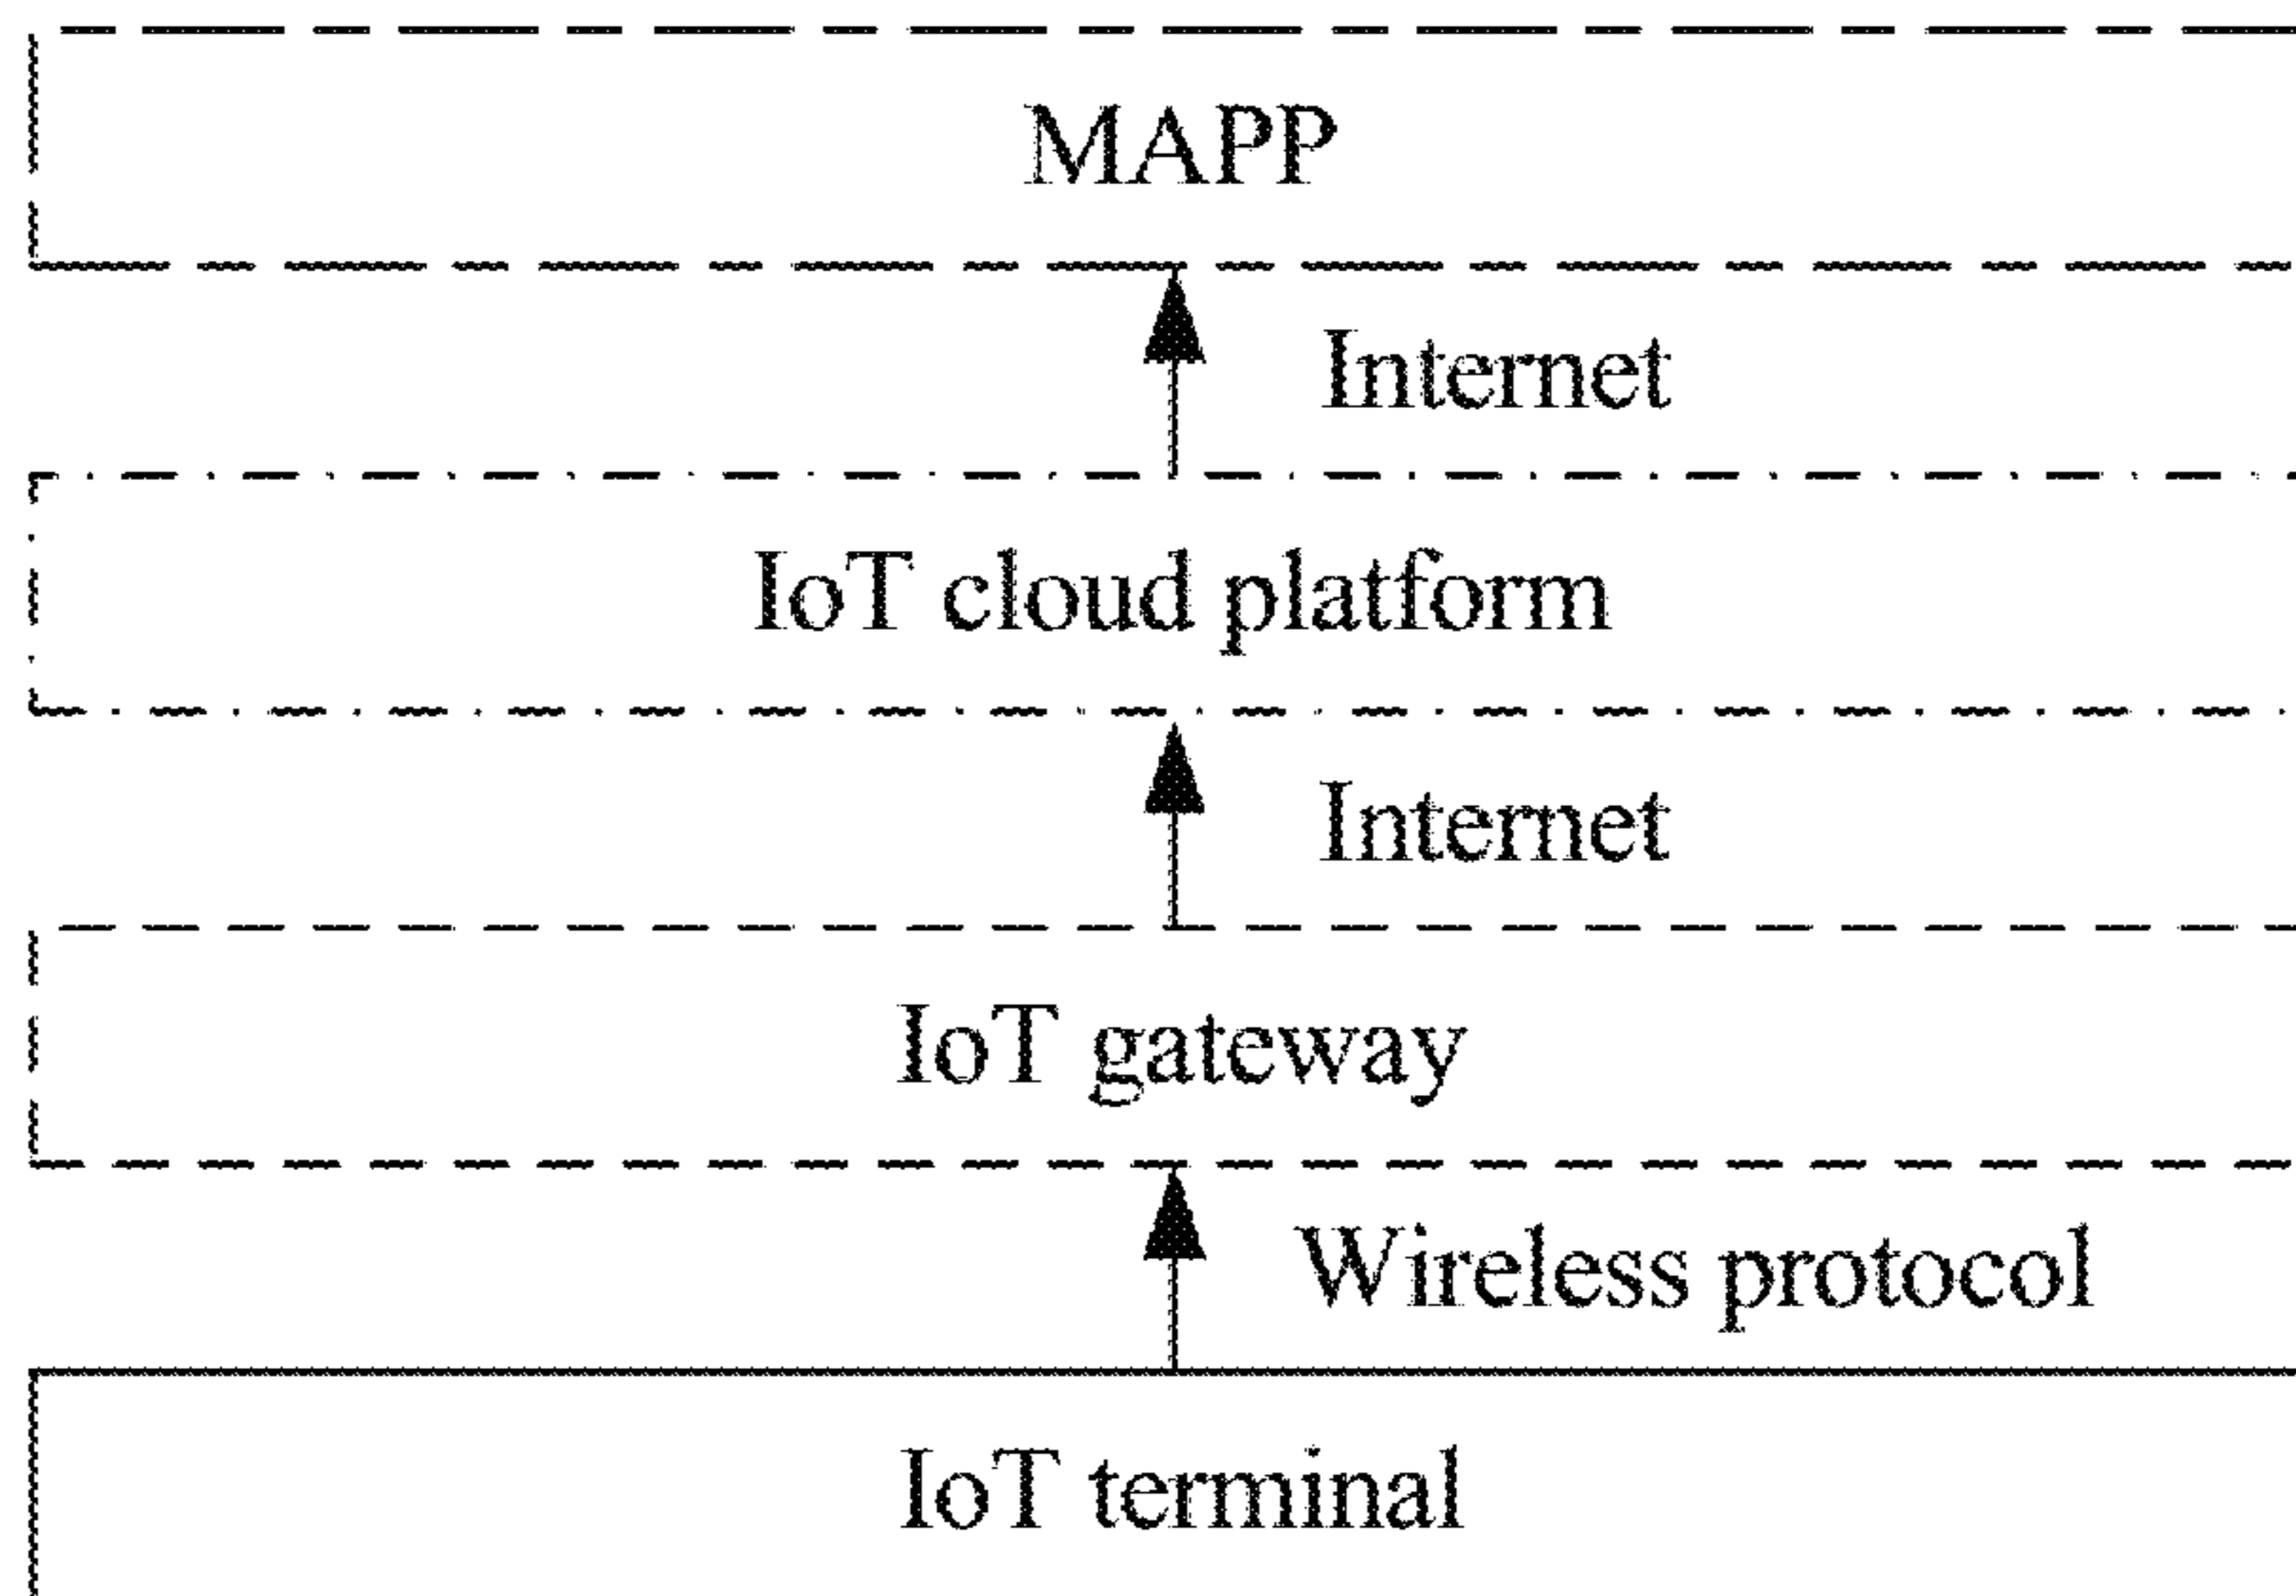 MAPP
Internet
IoT cloud platform
Internet
IoT gateway
Wireless protocol
IoT terminal